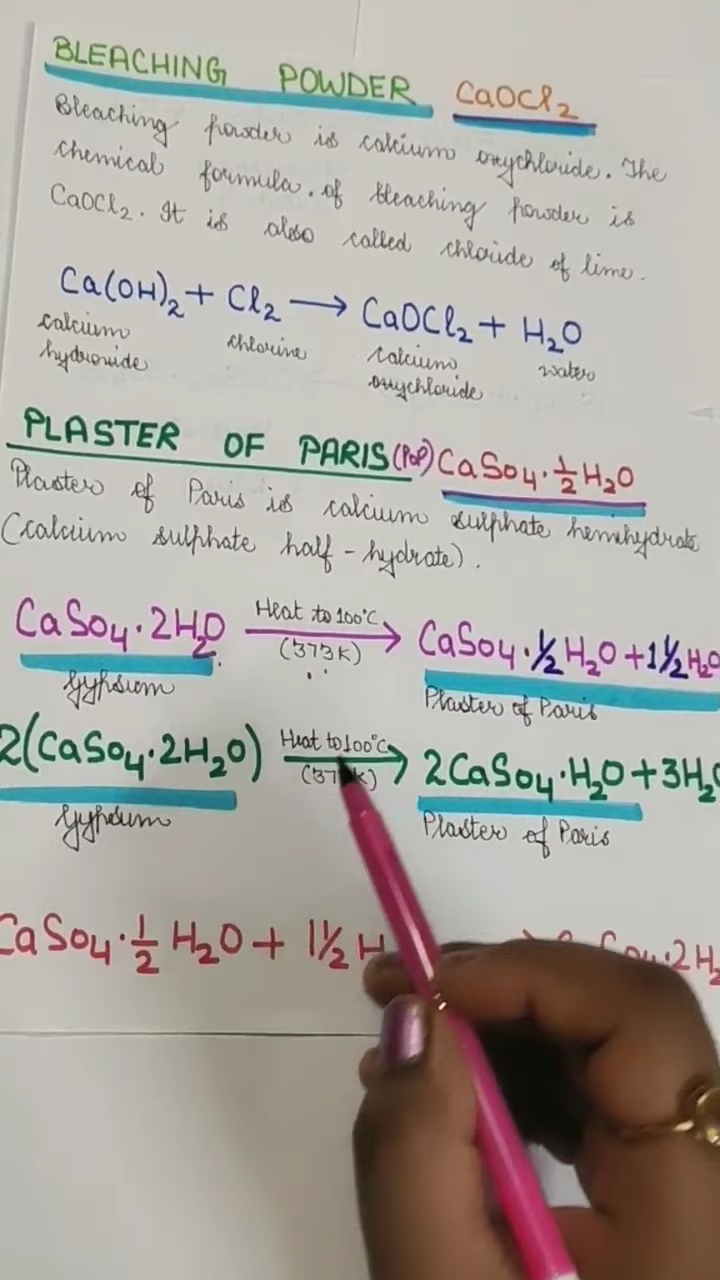 BLEACHING POWDER CaOCl₂
Bleaching powder is calcium oxychloride. The
chemical formula. of bleaching powder is
CaOCl₂. It is also called chloride of lime.
Ca(OH)₂ + Cl₂ → CaOCl₂ + H₂O
calcium hydroxide chlorine calcium oxychloride water
PLASTER OF PARIS (POP) CaSO₄·½H₂O
Plaster of Paris is calcium sulphate hemihydrate
(calcium sulphate half-hydrate).
Heat to 100°C
CaSO₄·2H₂O → CaSO₄·½H₂O + 1½H₂O
(373K)
Gypsum Plaster of Paris
Heat to 100°C
2(CaSO₄·2H₂O) → 2CaSO₄·H₂O + 3H₂O
Gypsum Plaster of Paris
CaSO₄·½H₂O + 1½H